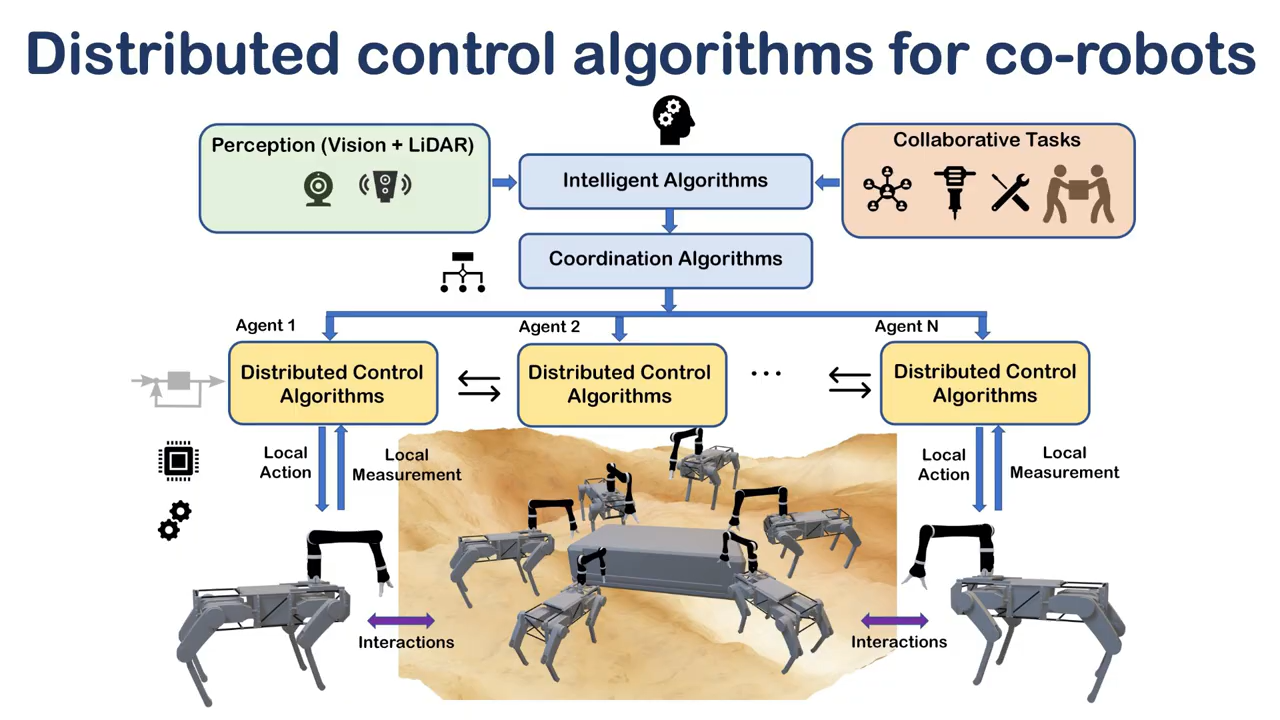 Distributed control algorithms for co-robots
Perception (Vision + LiDAR)
Intelligent Algorithms
Collaborative Tasks
Coordination Algorithms
Agent 1
Agent 2
Agent N
Distributed Control
Algorithms
Distributed Control
Algorithms
...
Distributed Control
Algorithms
Local
Action
Local
Measurement
Local
Action
Local
Measurement
Interactions
Interactions